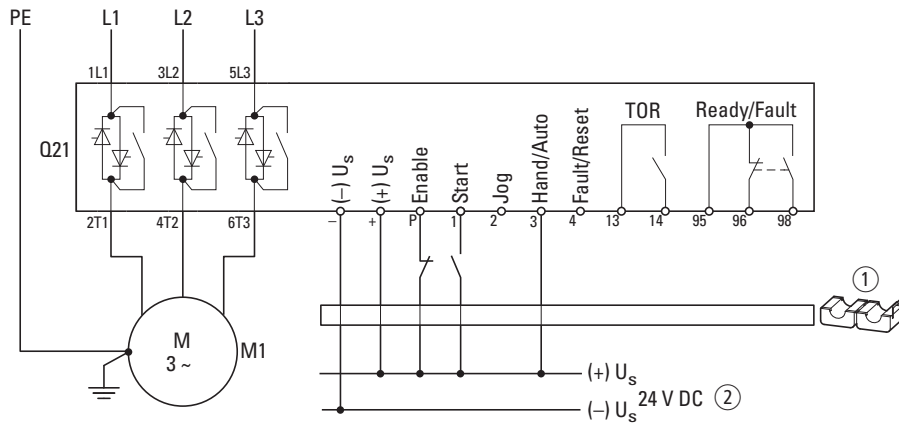 PE L1 L2 L3
1L1 3L2 5L3
TOR Ready/Fault
Q21
(–) Us
(+) Us
Enable
Start
Jog
Hand/Auto
Fault/Reset
2T1 4T2 6T3 – + P 1 2 3 4 13 14 95 96 98
1
M
3 ~
M1
(+) Us
24 V DC 2
(–) Us